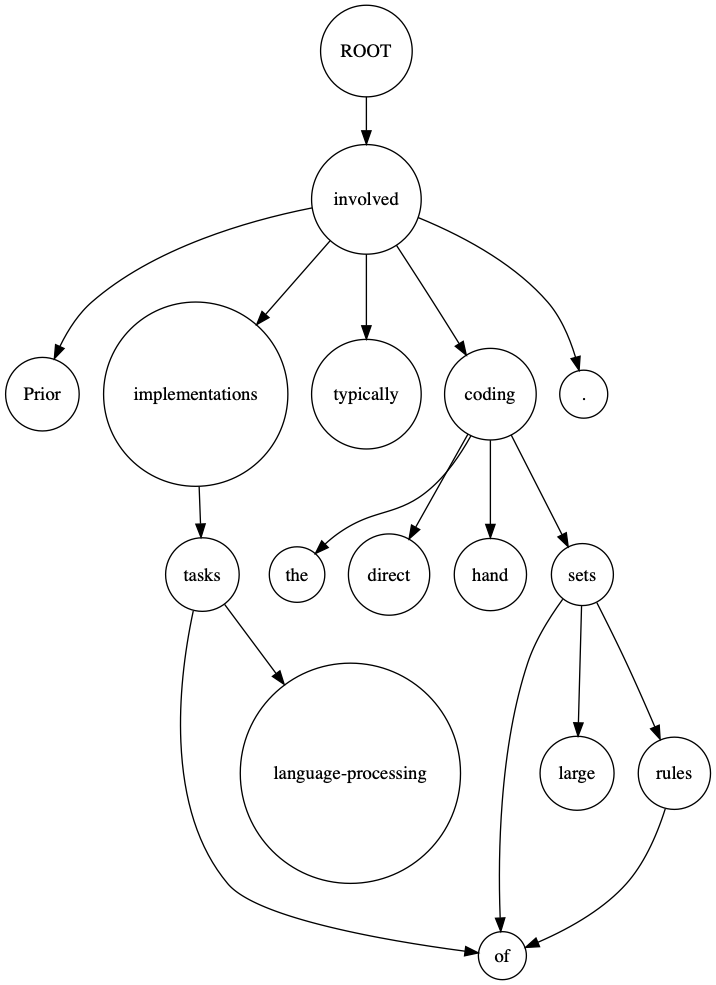 ROOT
involved
Prior
implementations
typically
coding
.
tasks
the
direct
hand
sets
language-processing
large
rules
of